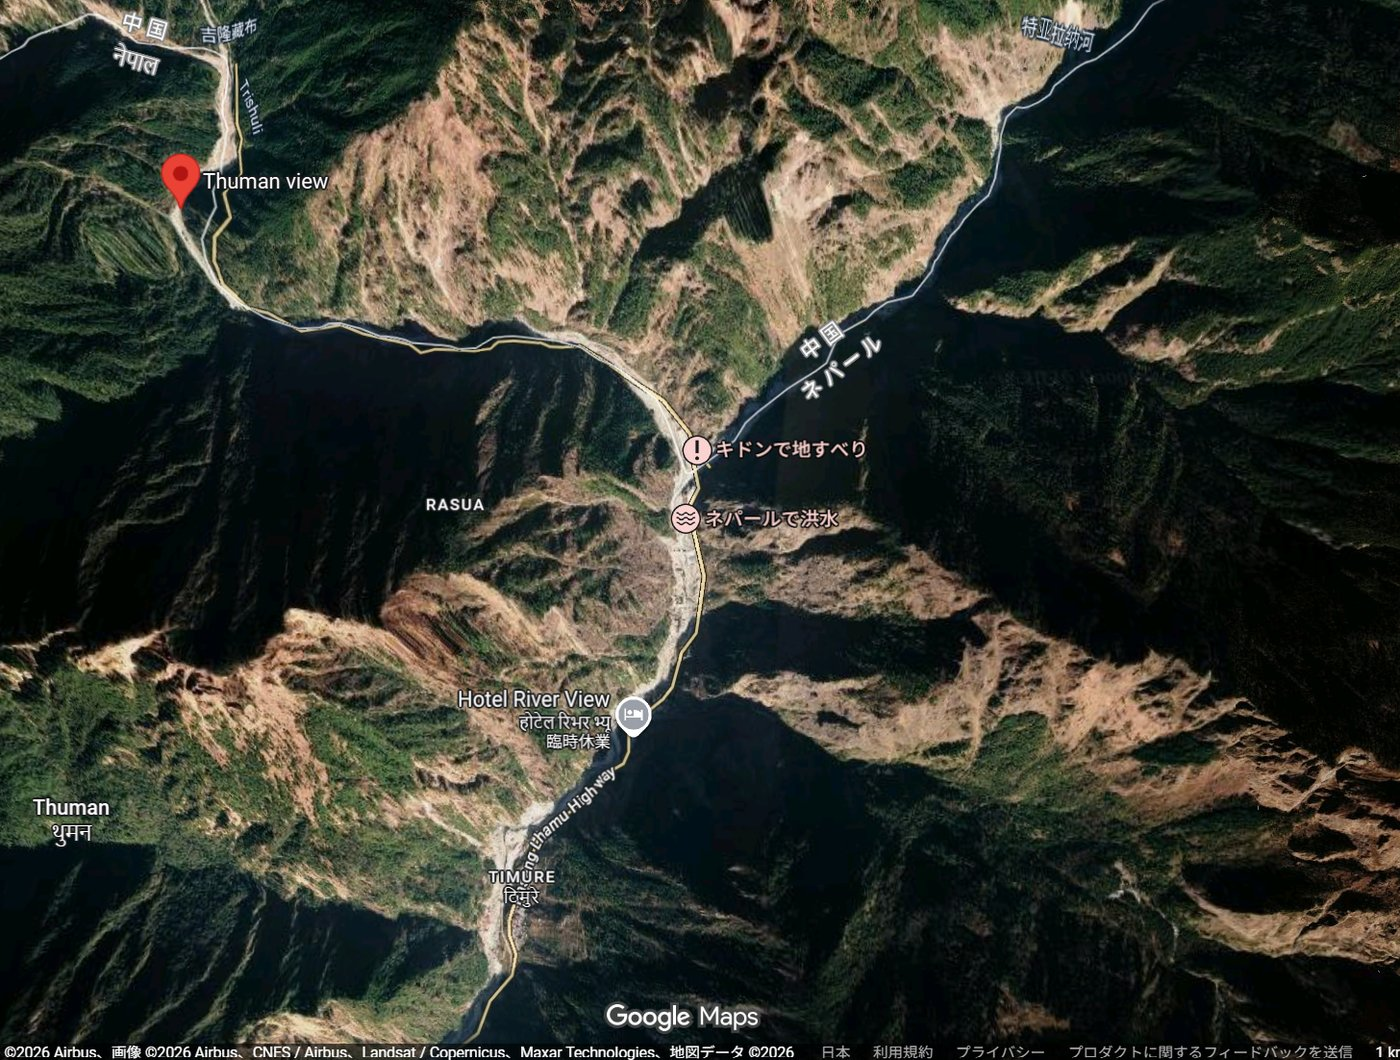 中国
नेपाल
吉隆藏布
Trishuli
特亚拉纳河
Thuman view
中国
ネパール
キドンで地すべり
RASUA
ネパールで洪水
Hotel River View
होटेल रिभर भ्यू
臨時休業
Thuman
थुमन
ng-Lhamu-Highway
TIMURE
टिमुरे
Google Maps
©2026 Airbus、画像 ©2026 Airbus、CNES / Airbus、Landsat / Copernicus、Maxar Technologies、地図データ ©2026 日本 利用規約 プライバシー プロダクトに関するフィードバックを送信 1